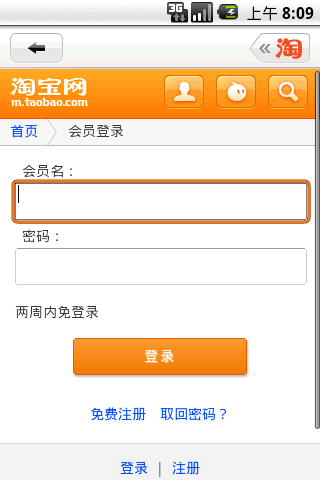 3G 上午 8:09
« 淘
淘宝网
m.taobao.com
首页 会员登录
会员名：
密码：
两周内免登录
登录
免费注册 取回密码？
登录 | 注册